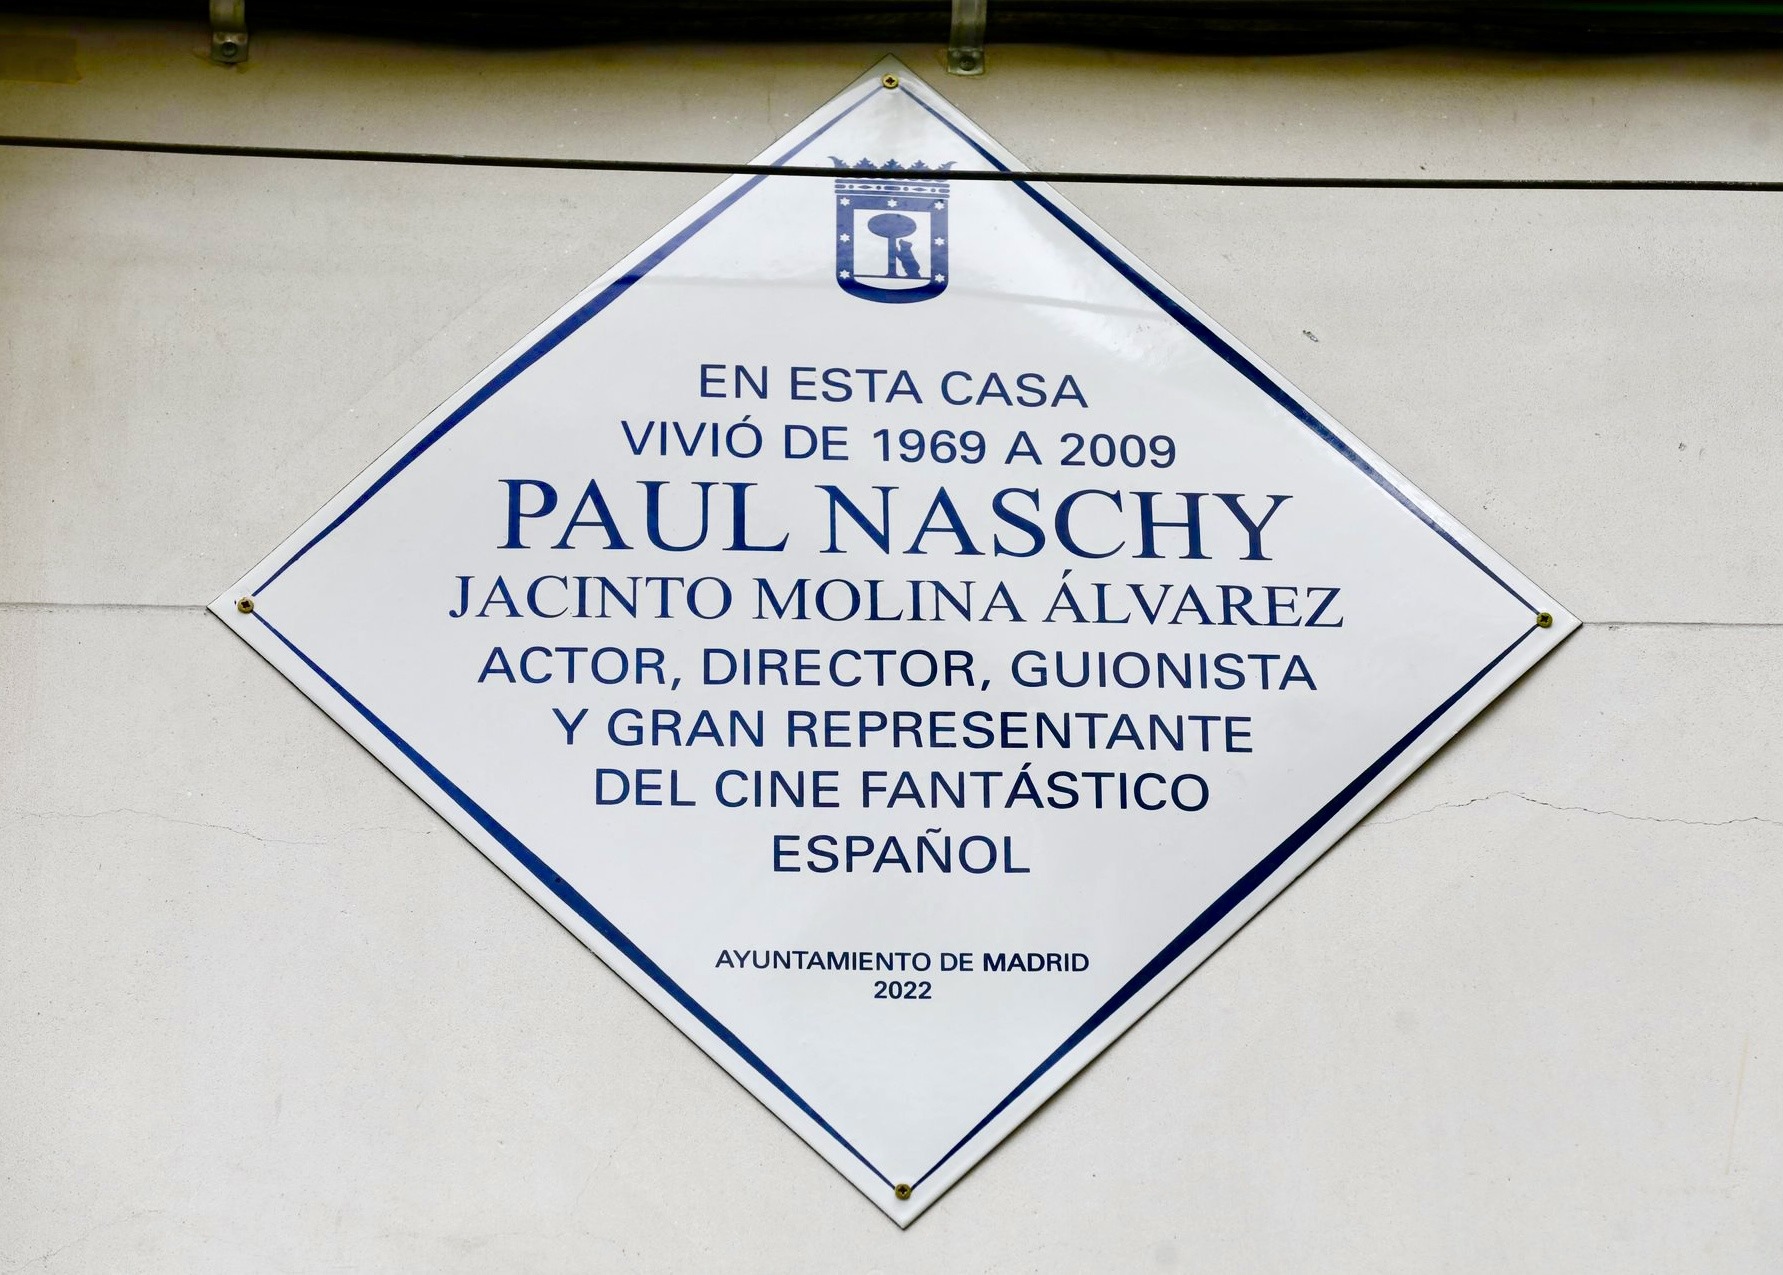 EN ESTA CASA
VIVIÓ DE 1969 A 2009
PAUL NASCHY
JACINTO MOLINA ÁLVAREZ
ACTOR, DIRECTOR, GUIONISTA
Y GRAN REPRESENTANTE
DEL CINE FANTÁSTICO
ESPAÑOL
AYUNTAMIENTO DE MADRID
2022